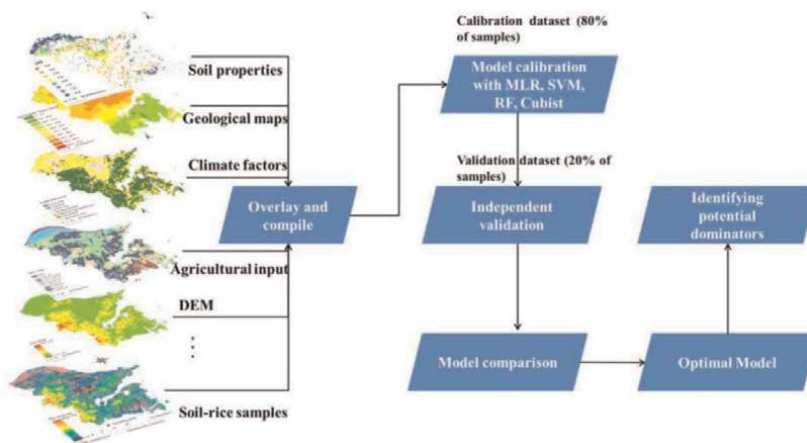 Soil properties
Geological maps
Climate factors
Agricultural input
DEM
Soil-rice samples
Overlay and
compile
Calibration dataset (80%
of samples)
Model calibration
with MLR, SVM,
RF, Cubist
Validation dataset (20% of
samples)
Independent
validation
Model comparison
Optimal Model
Identifying
potential
dominators